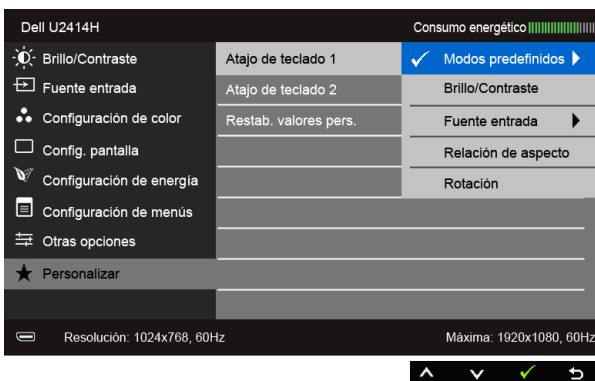 Dell U2414H
Consumo energético
Brillo/Contraste
Atajo de teclado 1
Modos predefinidos
Fuente entrada
Atajo de teclado 2
Brillo/Contraste
Configuración de color
Restab. valores pers.
Fuente entrada
Config. pantalla
Relación de aspecto
Configuración de energía
Rotación
Configuración de menús
Otras opciones
Personalizar
Resolución: 1024x768, 60Hz
Máxima: 1920x1080, 60Hz